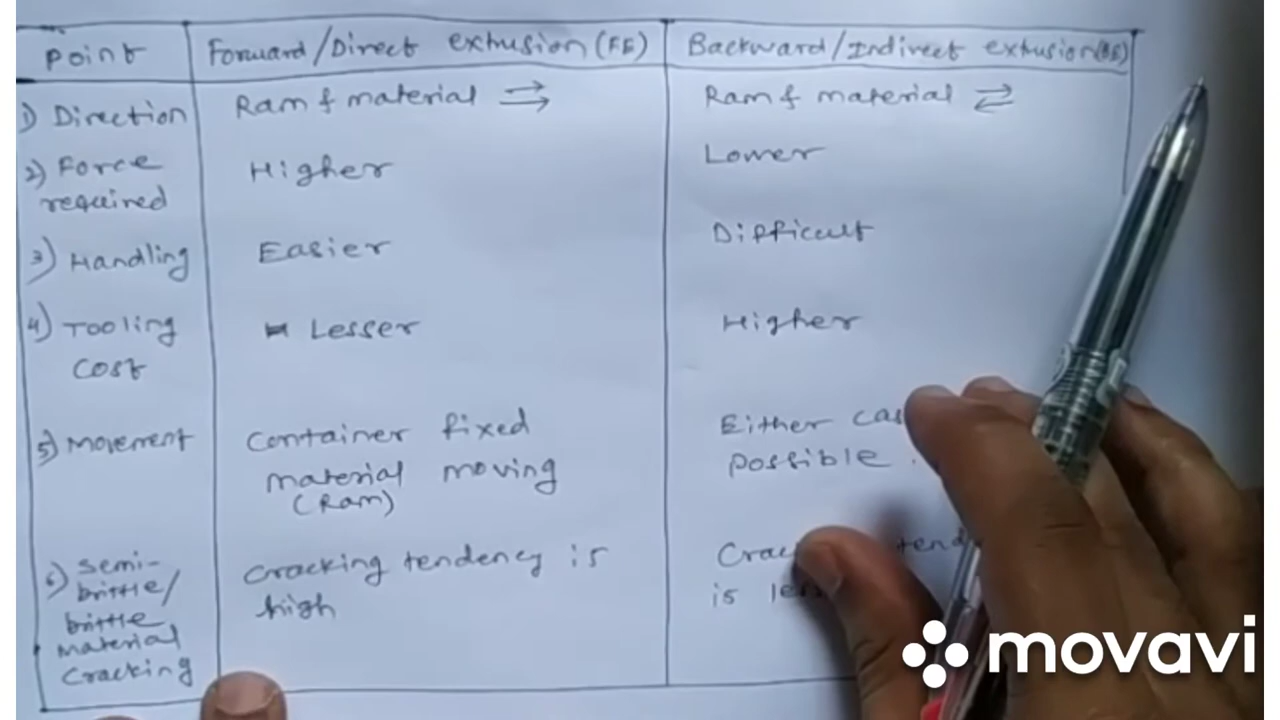 Point
Forward/Direct extrusion (FE)
Backward/Indirect extrusion (BE)
1) Direction
Ram & material ⇉
Ram & material ⇄
2) Force
required
Higher
Lower
3) Handling
Easier
Difficult
4) Tooling
cost
Lesser
Higher
5) Movement
Container fixed
material moving
(Ram)
Either
possible.
6) Semi-
brittle/
brittle
material
cracking
Cracking tendency is
high
is
movavi